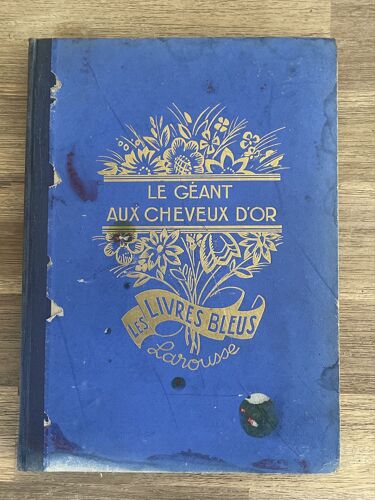 LE GÉANT
AUX CHEVEUX D'OR
LES LIVRES BLEUS
Larousse